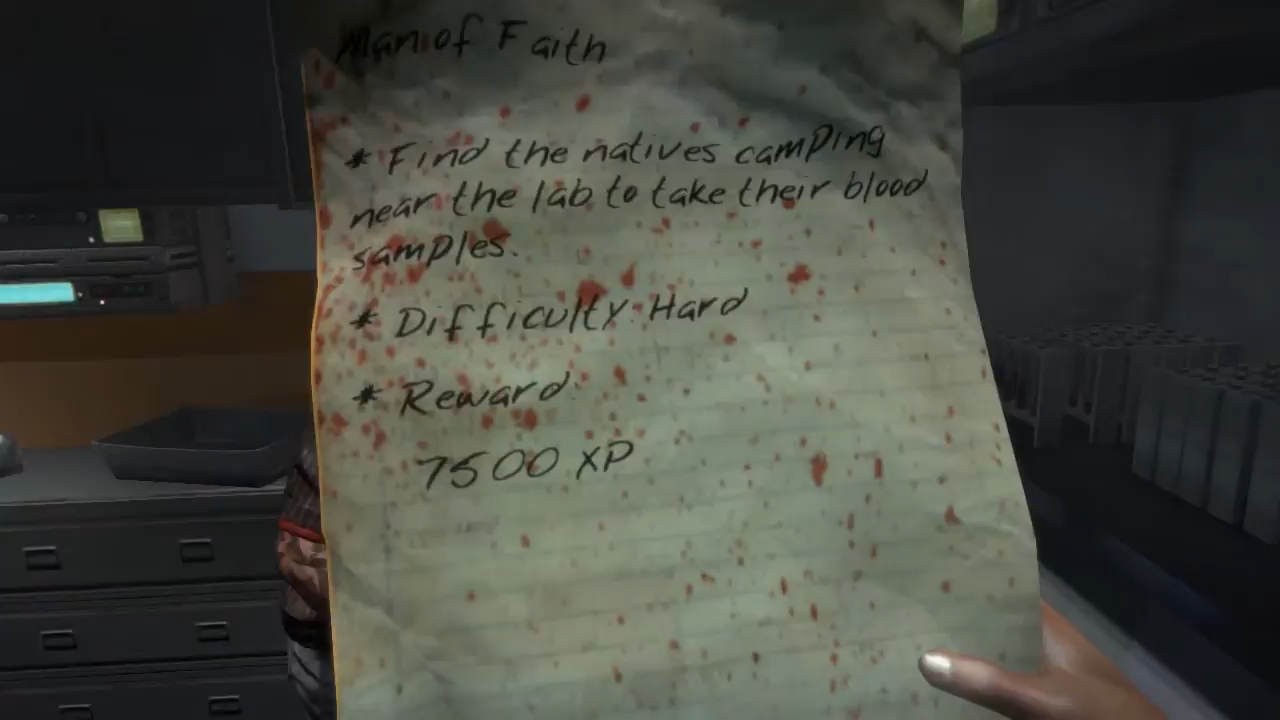 Man of Faith
* Find the natives camping
near the lab to take their blood
samples.
* Difficulty: Hard
* Reward:
7500 XP